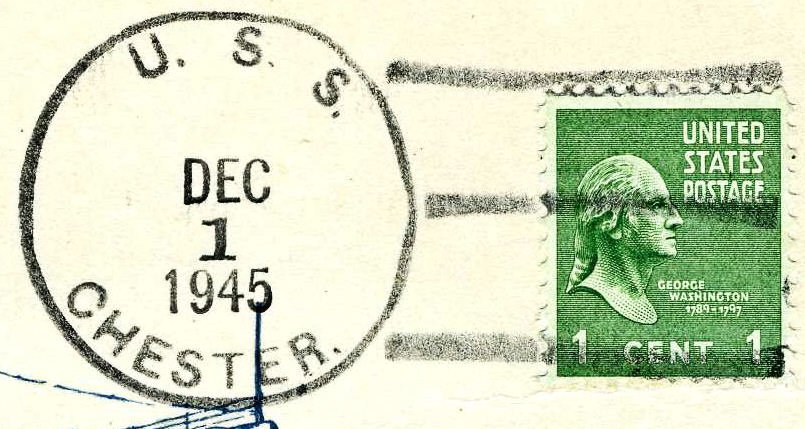 U. S. S.
DEC
1
1945
CHESTER.
UNITED
STATES
POSTAGE
GEORGE
WASHINGTON
1789-1797
1 CENT 1